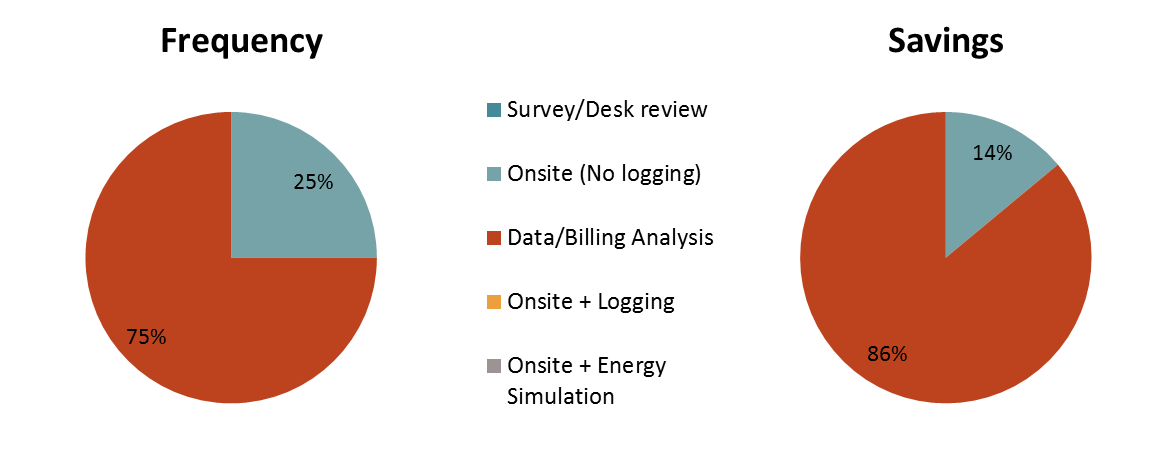 Frequency
25%
75%
Survey/Desk review
Onsite (No logging)
Data/Billing Analysis
Onsite + Logging
Onsite + Energy
Simulation
Savings
14%
86%